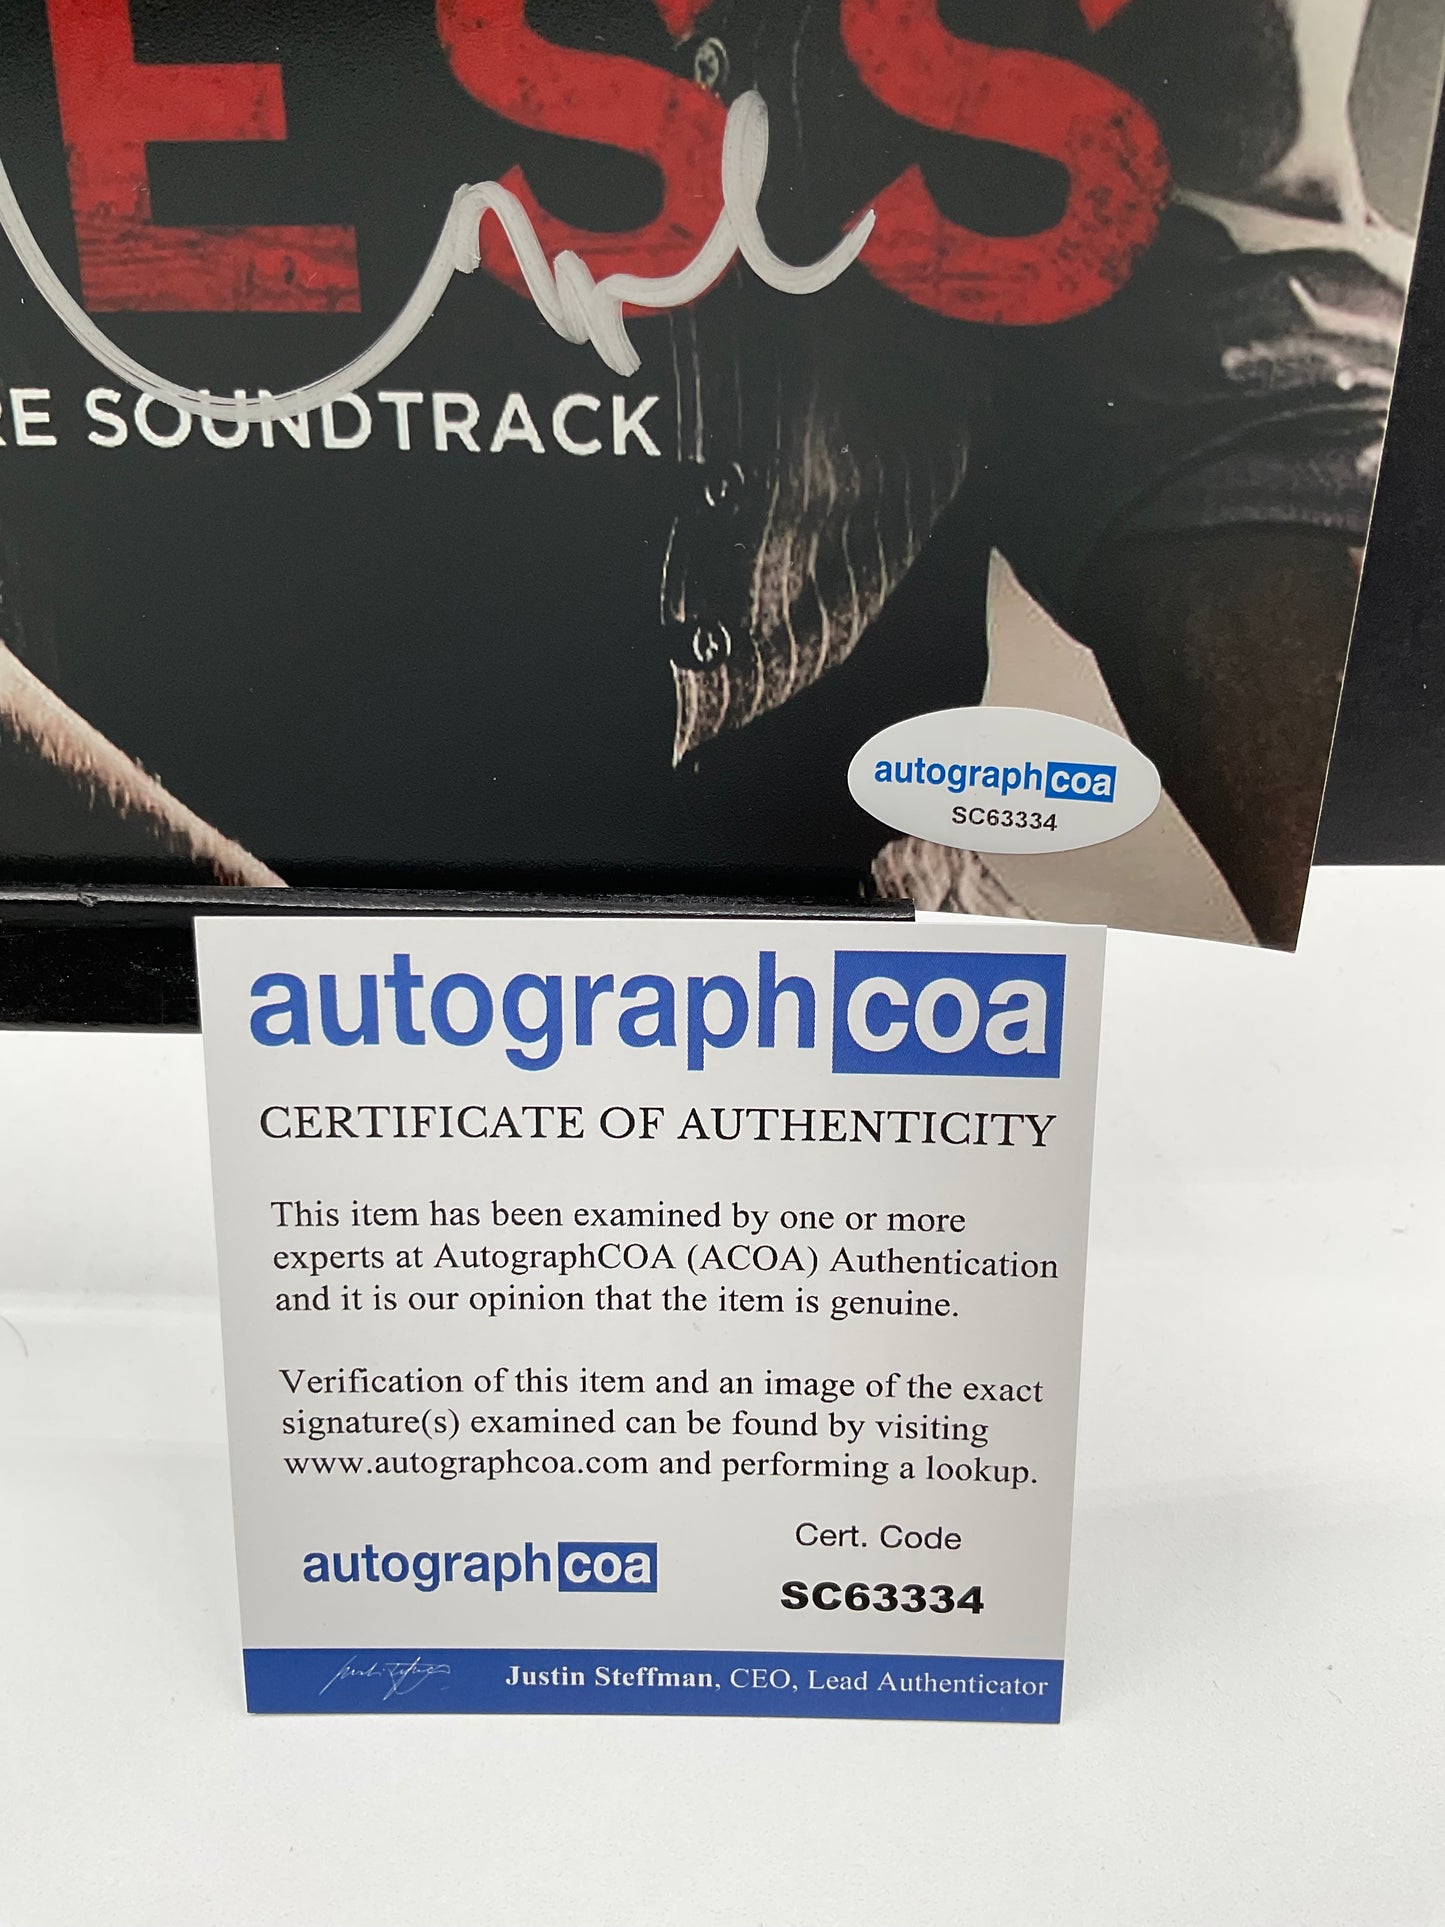 ESS
RE SOUNDTRACK
autographcoa
SC63334
autographcoa
CERTIFICATE OF AUTHENTICITY
This item has been examined by one or more
experts at AutographCOA (ACOA) Authentication
and it is our opinion that the item is genuine.
Verification of this item and an image of the exact
signature(s) examined can be found by visiting
www.autographcoa.com and performing a lookup.
Cert. Code
autographcoa
SC63334
Justin Steffman, CEO, Lead Authenticator